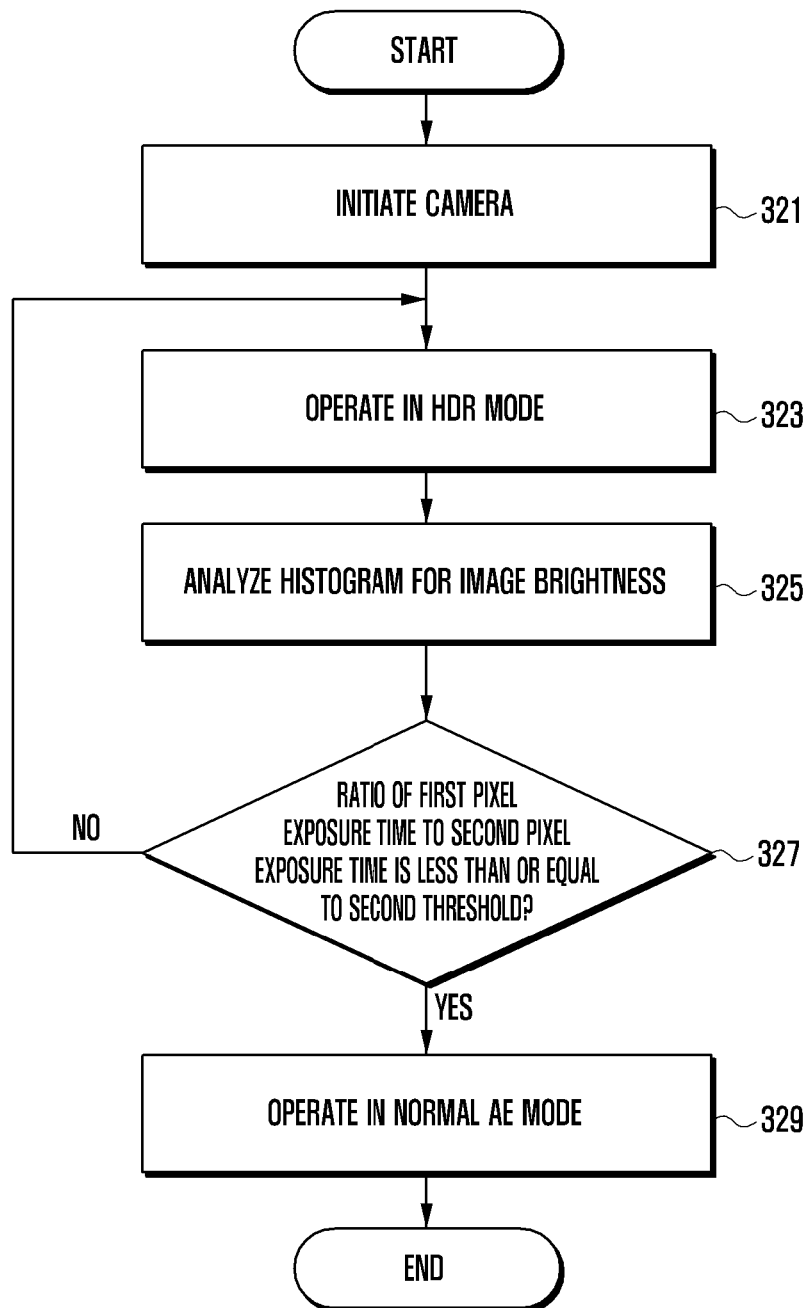 START
INITIATE CAMERA
321
OPERATE IN HDR MODE
323
ANALYZE HISTOGRAM FOR IMAGE BRIGHTNESS
325
RATIO OF FIRST PIXEL
EXPOSURE TIME TO SECOND PIXEL
EXPOSURE TIME IS LESS THAN OR EQUAL
TO SECOND THRESHOLD?
NO
327
YES
OPERATE IN NORMAL AE MODE
329
END